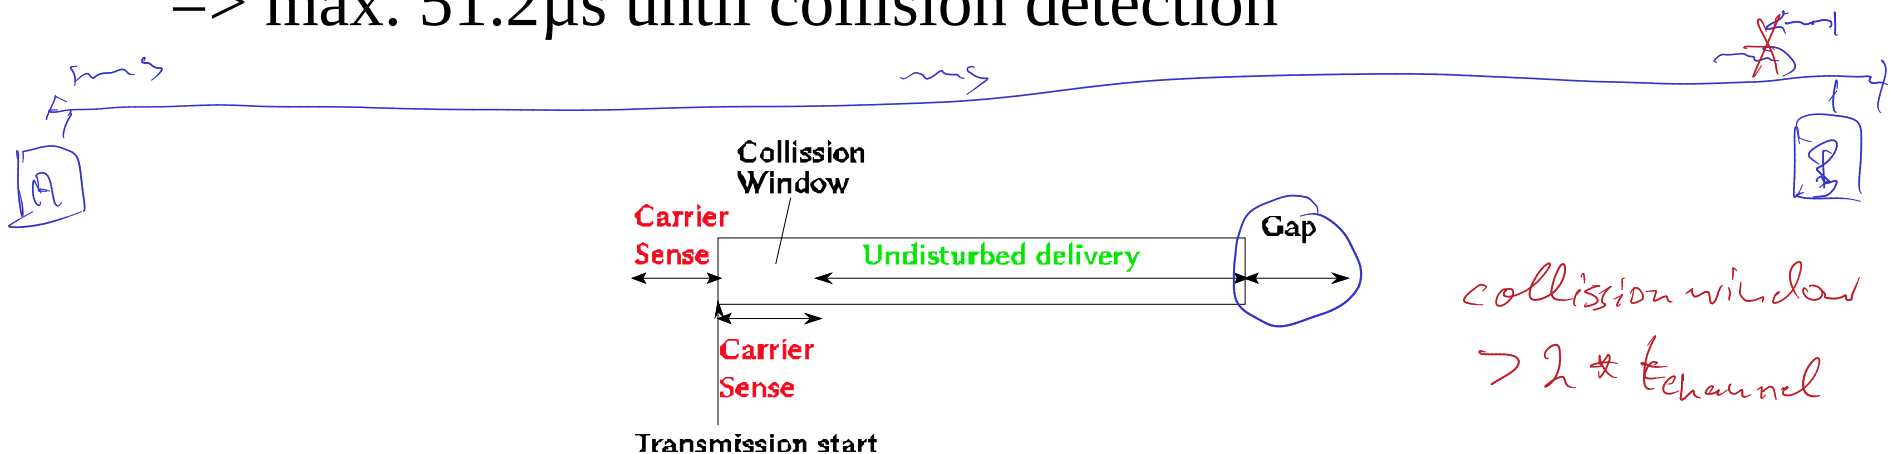 => max. 51.2µs until collision detection
A
B
Collission
Window
Carrier
Sense
Undisturbed delivery
Gap
Carrier
Sense
Transmission start
collission window
> 2 * tchannel